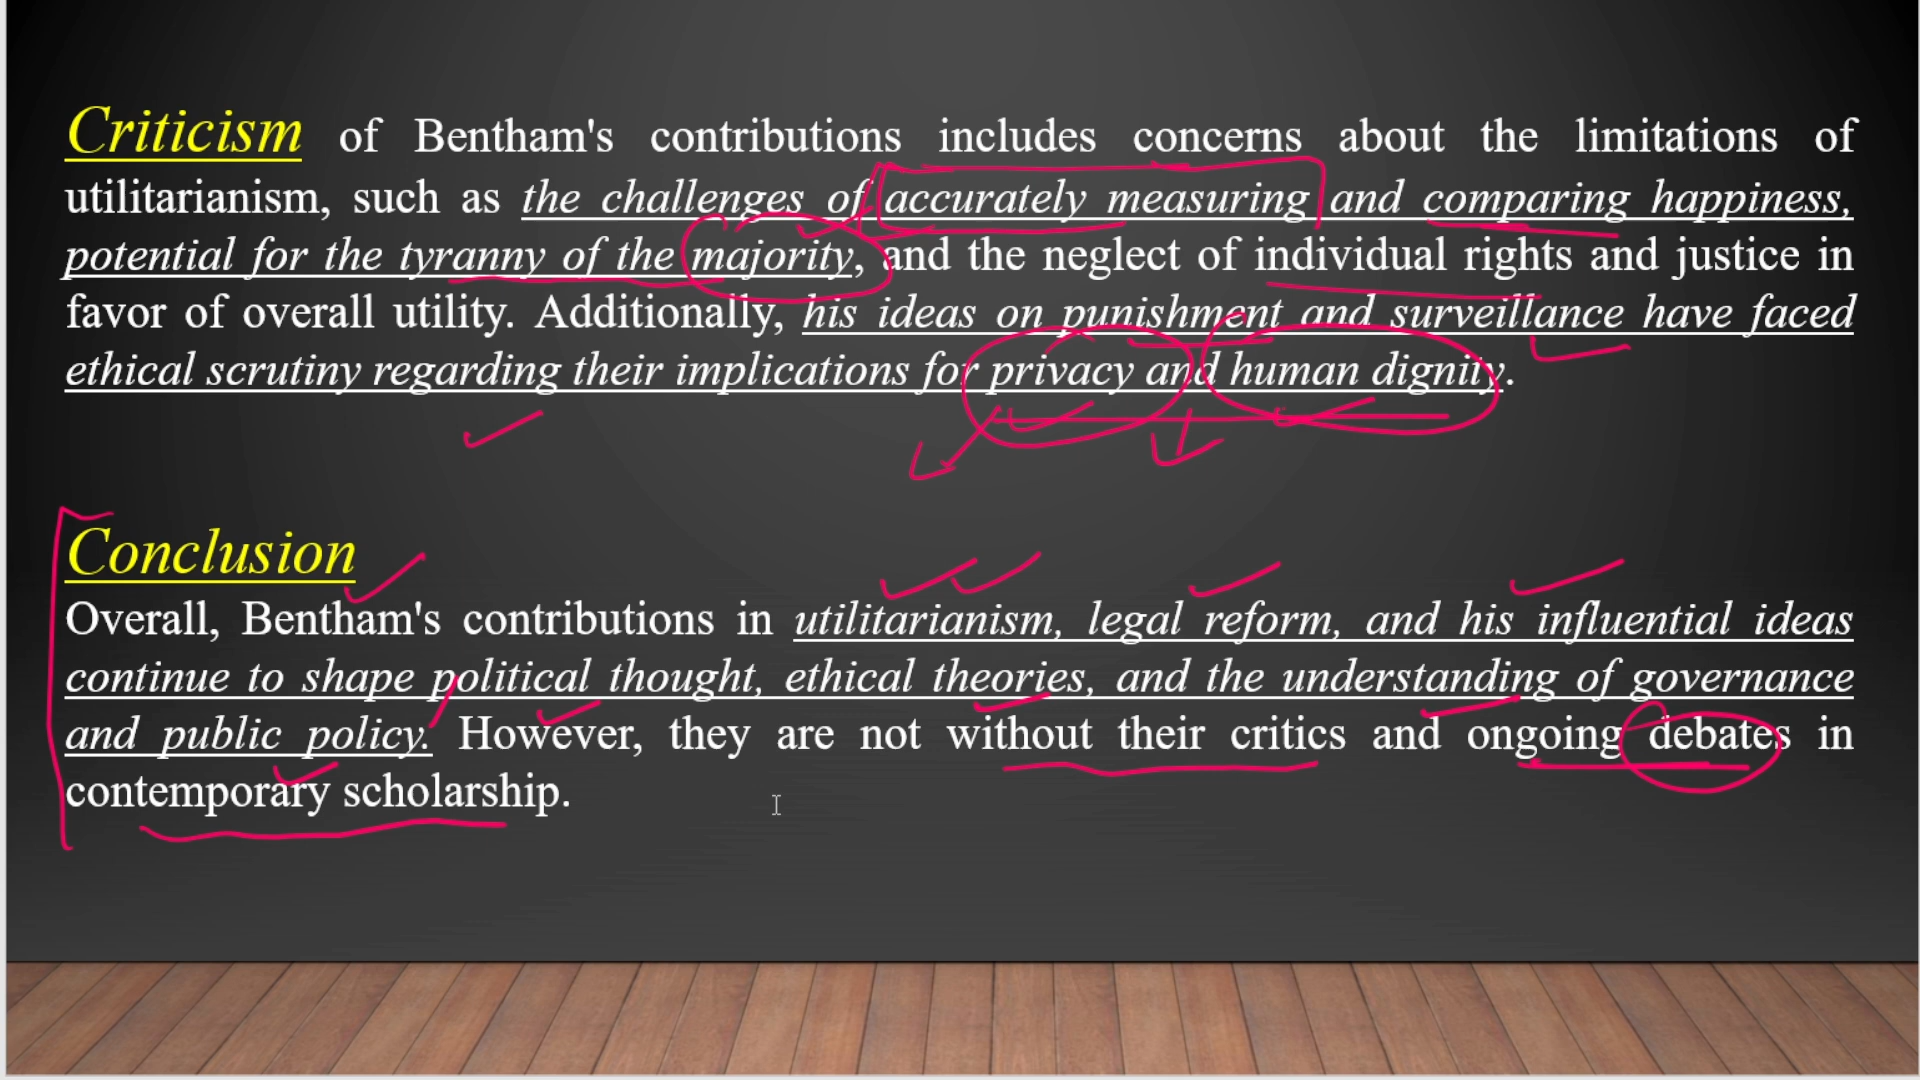 Criticism of Bentham's contributions includes concerns about the limitations of
utilitarianism, such as the challenges of accurately measuring and comparing happiness,
potential for the tyranny of the majority, and the neglect of individual rights and justice in
favor of overall utility. Additionally, his ideas on punishment and surveillance have faced
ethical scrutiny regarding their implications for privacy and human dignity.
Conclusion
Overall, Bentham's contributions in utilitarianism, legal reform, and his influential ideas
continue to shape political thought, ethical theories, and the understanding of governance
and public policy. However, they are not without their critics and ongoing debates in
contemporary scholarship.